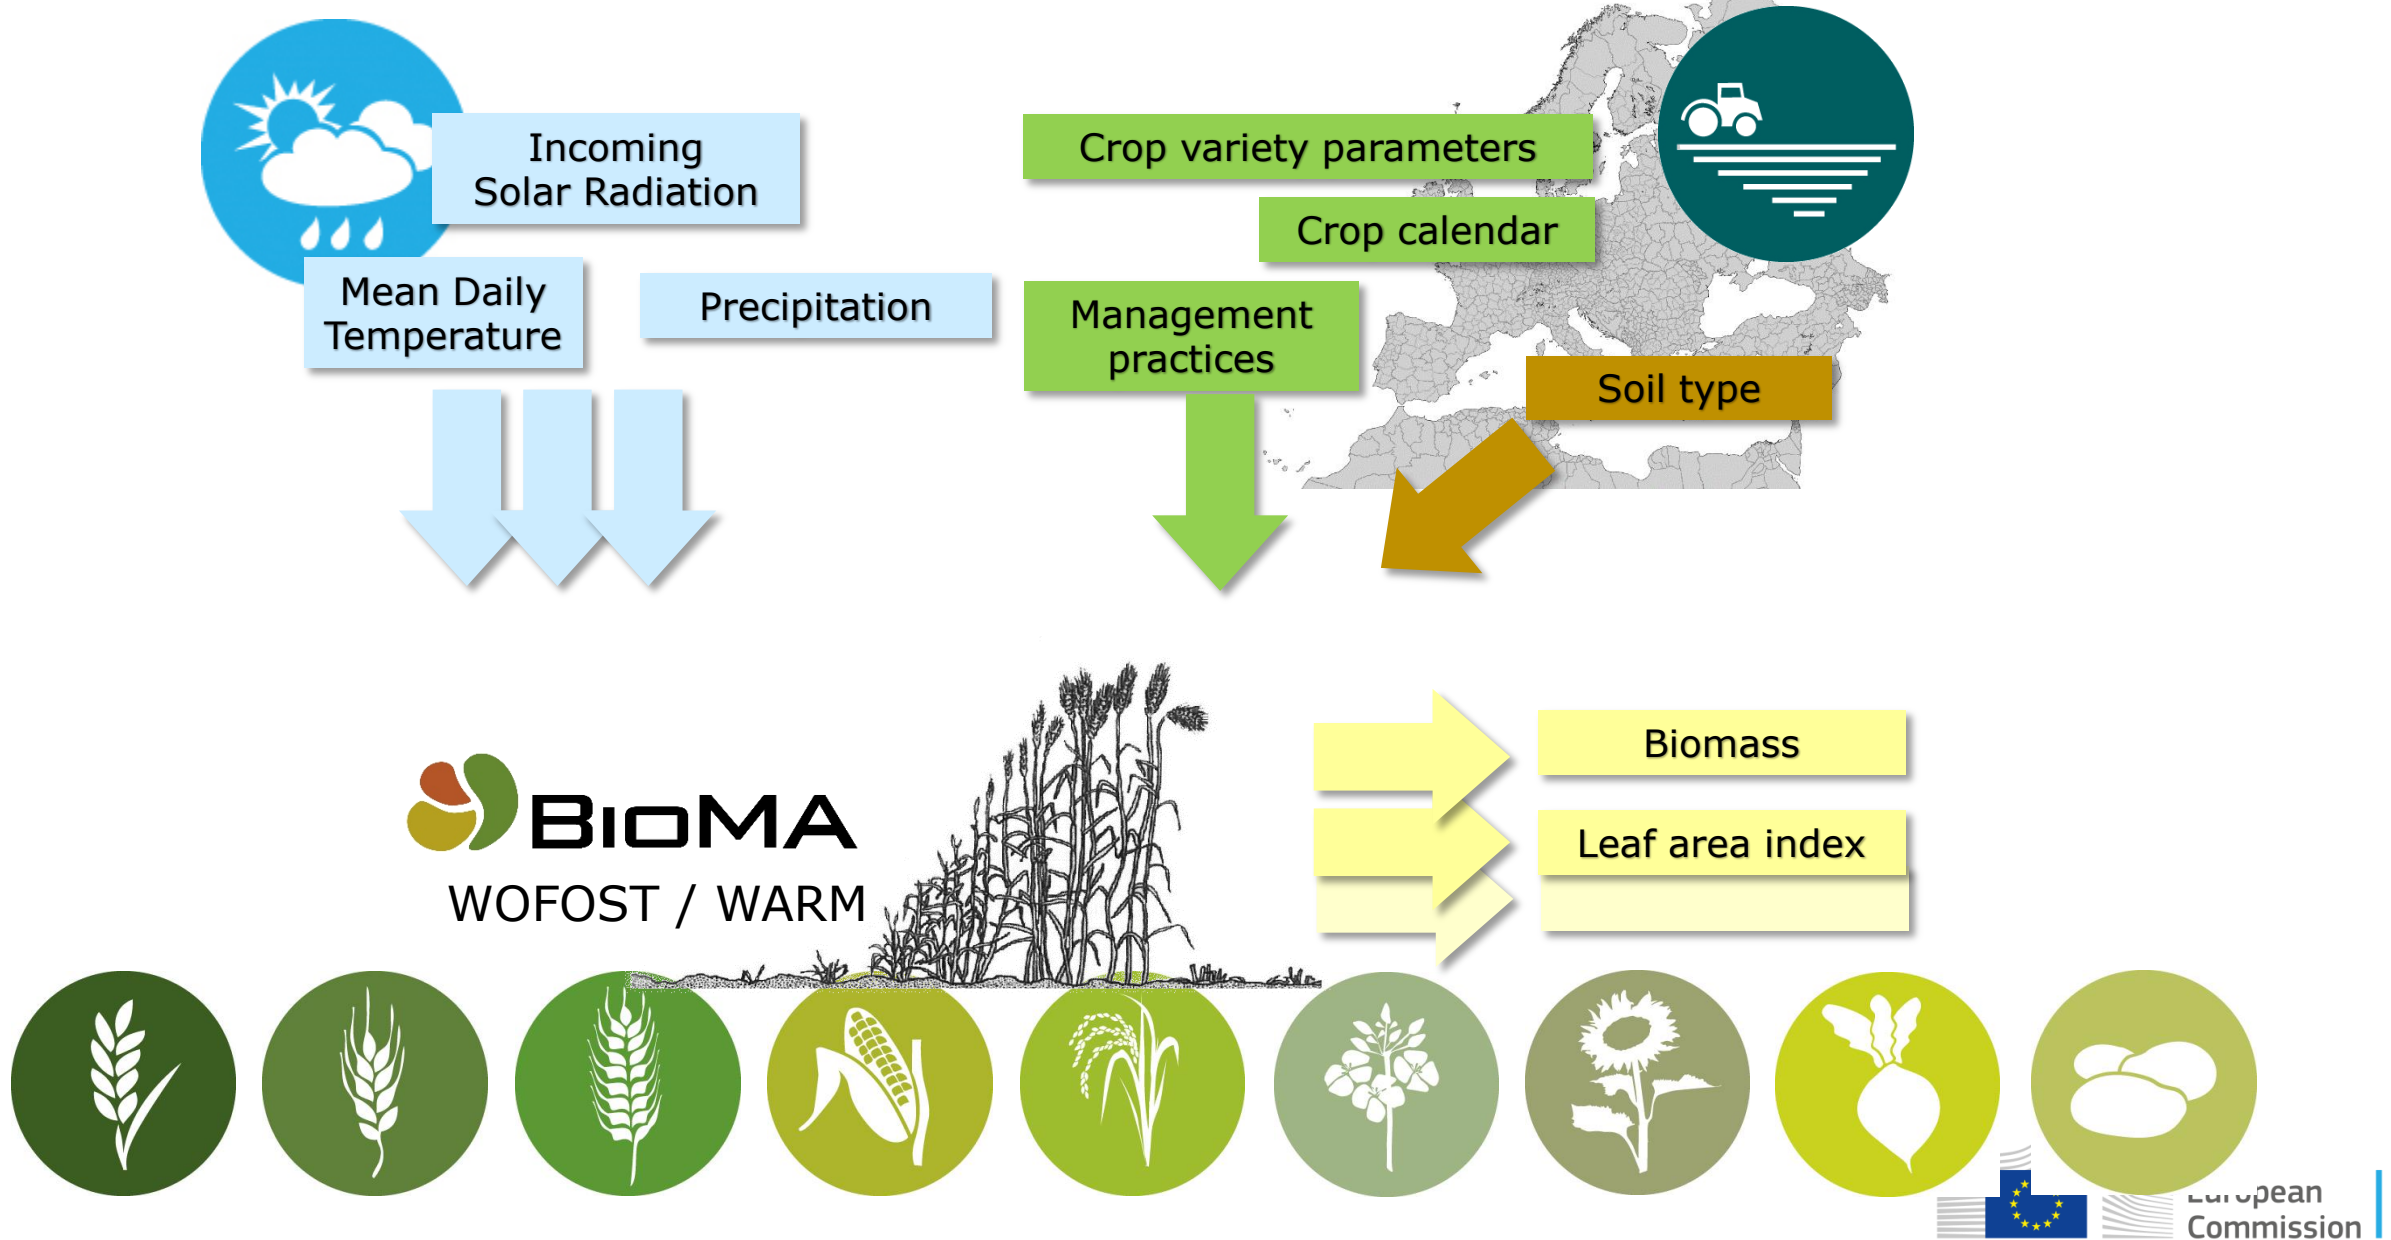 Incoming
Solar Radiation
Mean Daily
Temperature
Precipitation
Crop variety parameters
Crop calendar
Management
practices
Soil type
BioMA
WOFOST / WARM
Biomass
Leaf area index
European
Commission